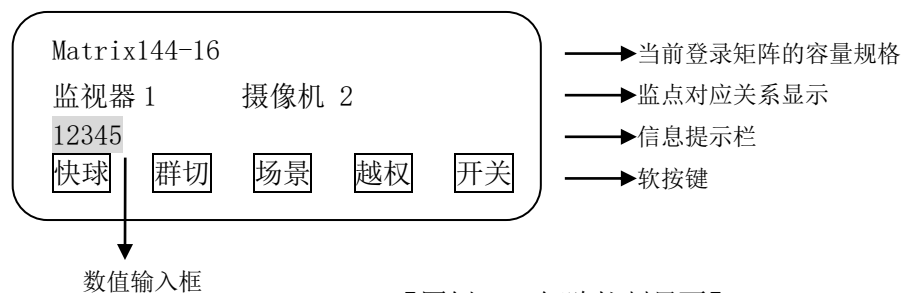 Matrix144-16
当前登录矩阵的容量规格
监视器 1 摄像机 2
监点对应关系显示
12345
信息提示栏
快球 群切 场景 越权 开关
软按键
数值输入框